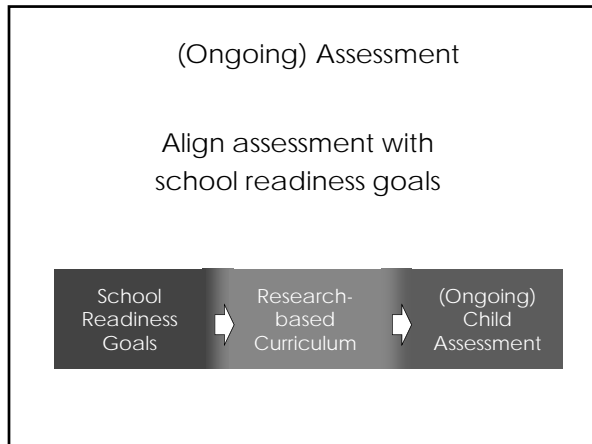 (Ongoing) Assessment
Align assessment with
school readiness goals
School
Readiness
Goals
Research-
based
Curriculum
(Ongoing)
Child
Assessment